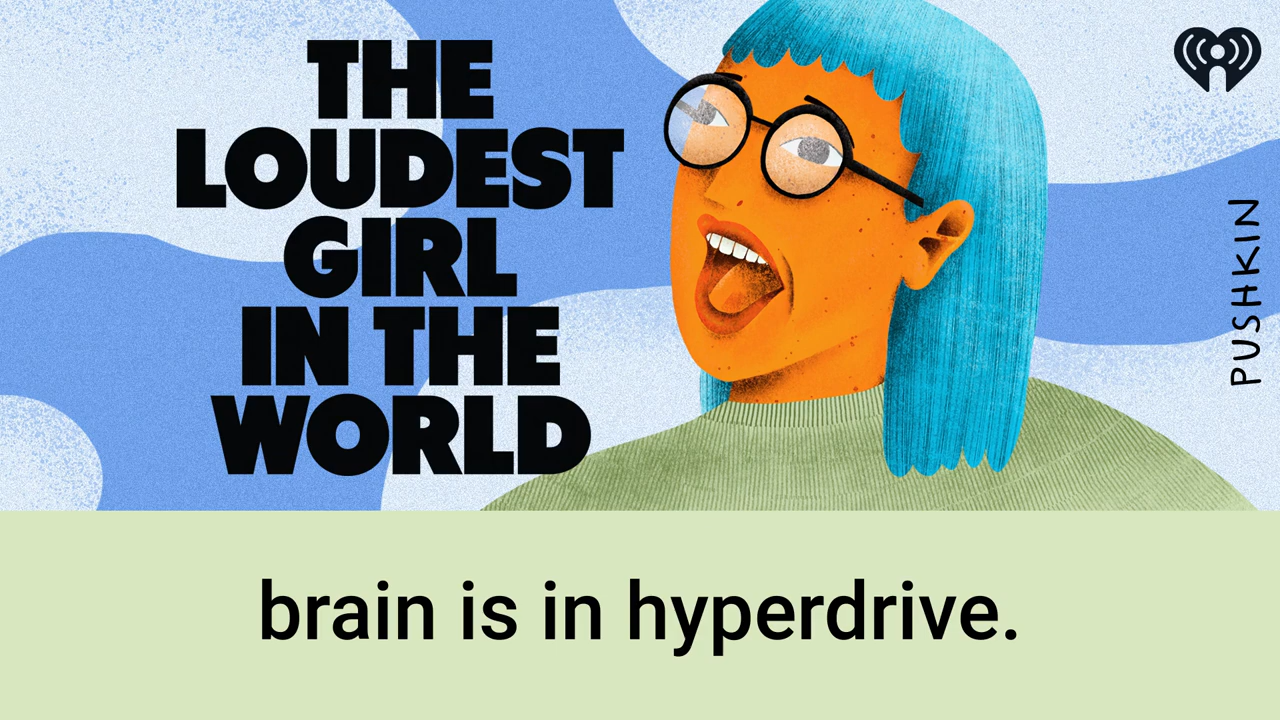 THE
LOUDEST
GIRL
IN THE
WORLD
PUSHKIN
brain is in hyperdrive.